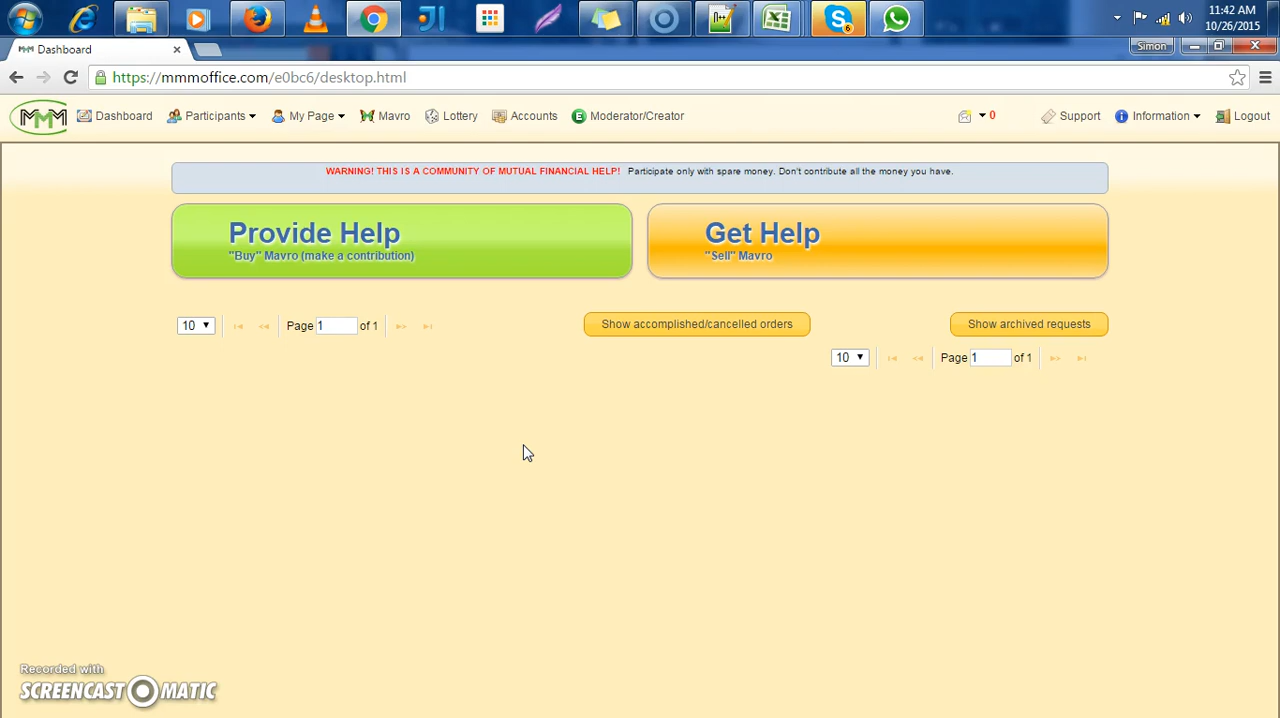 11:42 AM
10/26/2015
Dashboard
Simon
https://mmmoffice.com/e0bc6/desktop.html
MMM Dashboard Participants My Page Mavro Lottery Accounts Moderator/Creator 0 Support Information Logout
WARNING! THIS IS A COMMUNITY OF MUTUAL FINANCIAL HELP! Participate only with spare money. Don't contribute all the money you have.
Provide Help
"Buy" Mavro (make a contribution)
Get Help
"Sell" Mavro
10 Page 1 of 1
Show accomplished/cancelled orders
Show archived requests
10 Page 1 of 1
Recorded with
SCREENCAST-O-MATIC